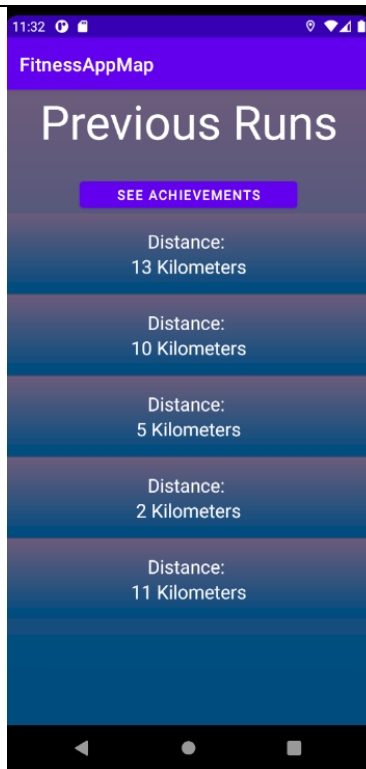 11:32
FitnessAppMap
Previous Runs
SEE ACHIEVEMENTS
Distance:
13 Kilometers
Distance:
10 Kilometers
Distance:
5 Kilometers
Distance:
2 Kilometers
Distance:
11 Kilometers